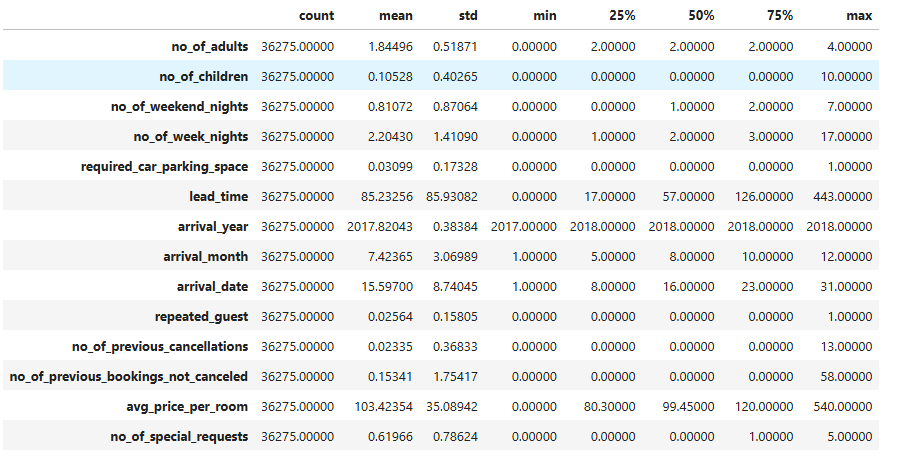 count mean std min 25% 50% 75% max
no_of_adults 36275.00000 1.84496 0.51871 0.00000 2.00000 2.00000 2.00000 4.00000
no_of_children 36275.00000 0.10528 0.40265 0.00000 0.00000 0.00000 0.00000 10.00000
no_of_weekend_nights 36275.00000 0.81072 0.87064 0.00000 0.00000 1.00000 2.00000 7.00000
no_of_week_nights 36275.00000 2.20430 1.41090 0.00000 1.00000 2.00000 3.00000 17.00000
required_car_parking_space 36275.00000 0.03099 0.17328 0.00000 0.00000 0.00000 0.00000 1.00000
lead_time 36275.00000 85.23256 85.93082 0.00000 17.00000 57.00000 126.00000 443.00000
arrival_year 36275.00000 2017.82043 0.38384 2017.00000 2018.00000 2018.00000 2018.00000 2018.00000
arrival_month 36275.00000 7.42365 3.06989 1.00000 5.00000 8.00000 10.00000 12.00000
arrival_date 36275.00000 15.59700 8.74045 1.00000 8.00000 16.00000 23.00000 31.00000
repeated_guest 36275.00000 0.02564 0.15805 0.00000 0.00000 0.00000 0.00000 1.00000
no_of_previous_cancellations 36275.00000 0.02335 0.36833 0.00000 0.00000 0.00000 0.00000 13.00000
no_of_previous_bookings_not_canceled 36275.00000 0.15341 1.75417 0.00000 0.00000 0.00000 0.00000 58.00000
avg_price_per_room 36275.00000 103.42354 35.08942 0.00000 80.30000 99.45000 120.00000 540.00000
no_of_special_requests 36275.00000 0.61966 0.78624 0.00000 0.00000 0.00000 1.00000 5.00000